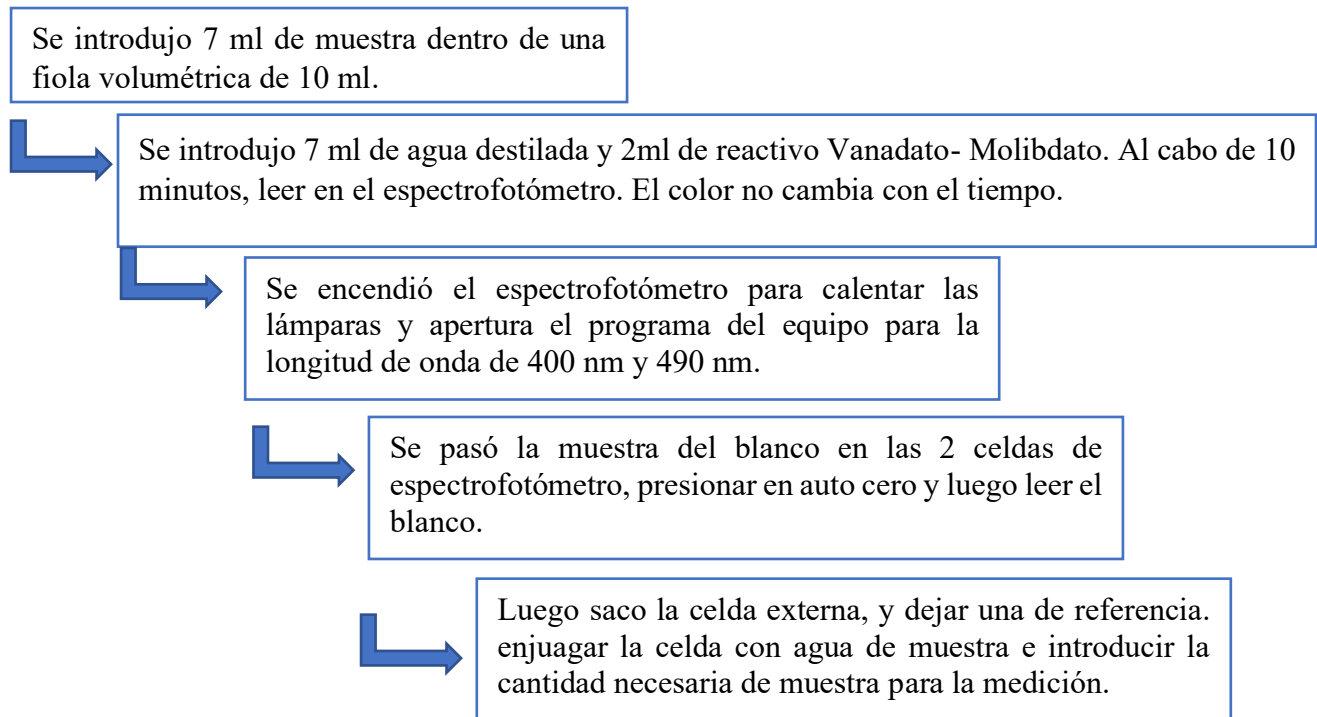 Se introdujo 7 ml de muestra dentro de una
fiola volumétrica de 10 ml.
Se introdujo 7 ml de agua destilada y 2ml de reactivo Vanadato- Molibdato. Al cabo de 10
minutos, leer en el espectrofotómetro. El color no cambia con el tiempo.
Se encendió el espectrofotómetro para calentar las
lámparas y apertura el programa del equipo para la
longitud de onda de 400 nm y 490 nm.
Se pasó la muestra del blanco en las 2 celdas de
espectrofotómetro, presionar en auto cero y luego leer el
blanco.
Luego saco la celda externa, y dejar una de referencia.
enjuagar la celda con agua de muestra e introducir la
cantidad necesaria de muestra para la medición.